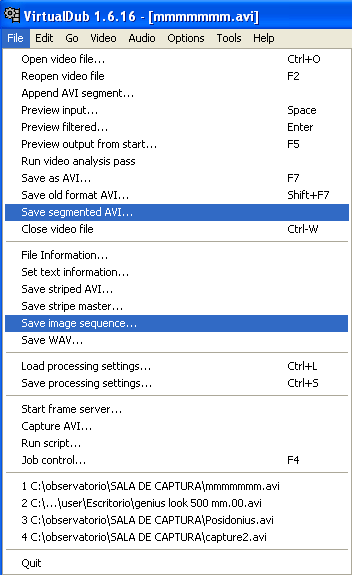 VirtualDub 1.6.16 - [mmmmmmm.avi]
File Edit Go Video Audio Options Tools Help
Open video file... Ctrl+O
Reopen video file F2
Append AVI segment...
Preview input... Space
Preview filtered... Enter
Preview output from start... F5
Run video analysis pass
Save as AVI... F7
Save old format AVI... Shift+F7
Save segmented AVI...
Close video file Ctrl-W
File Information...
Set text information...
Save striped AVI...
Save stripe master...
Save image sequence...
Save WAV...
Load processing settings... Ctrl+L
Save processing settings... Ctrl+S
Start frame server...
Capture AVI...
Run script...
Job control... F4
1 C:\observatorio\SALA DE CAPTURA\mmmmmmm.avi
2 C:\...\user\Escritorio\genius look 500 mm.00.avi
3 C:\observatorio\SALA DE CAPTURA\Posidonius.avi
4 C:\observatorio\SALA DE CAPTURA\capture2.avi
Quit